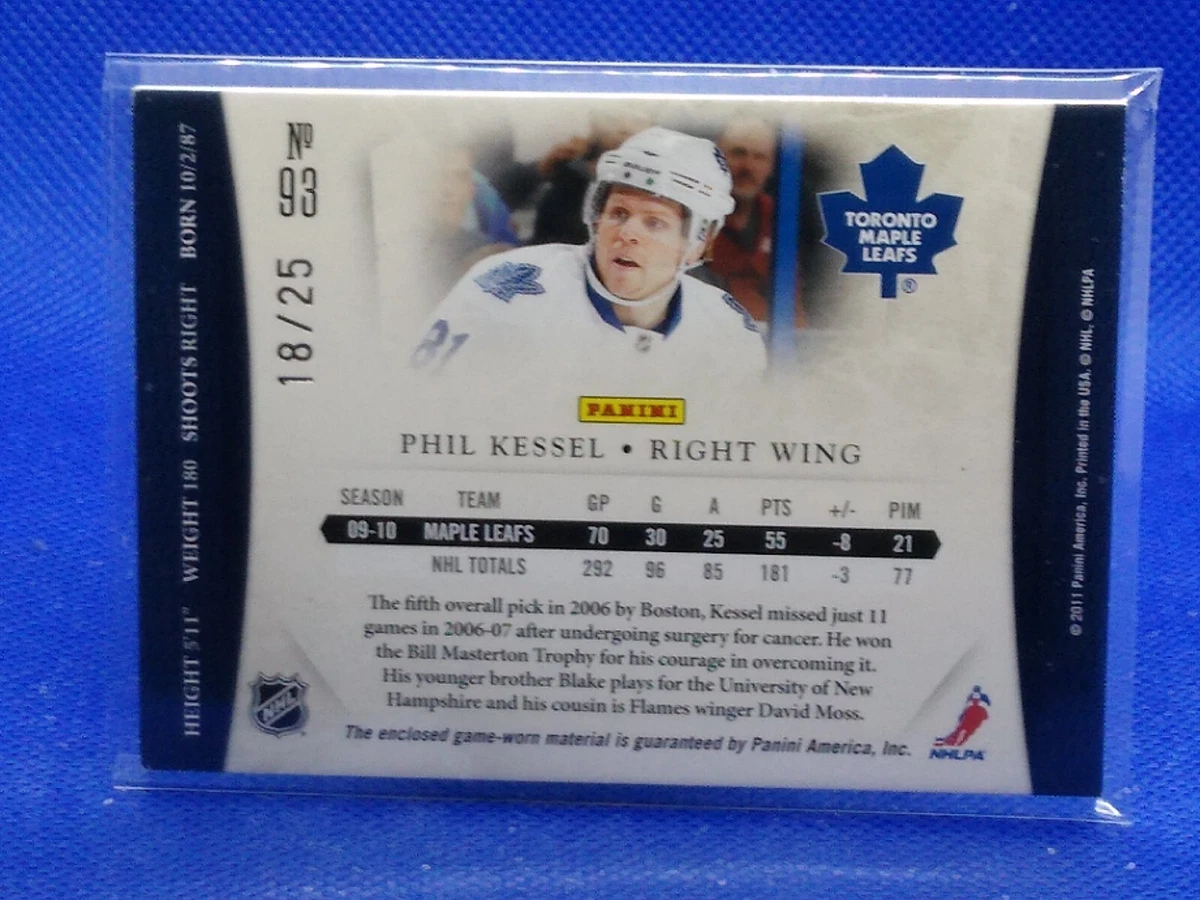 HEIGHT 5'11" WEIGHT 180 SHOOTS RIGHT BORN 10/2/87
Nº
93
18/25
81
TORONTO
MAPLE
LEAFS
®
PANINI
PHIL KESSEL • RIGHT WING
SEASON TEAM GP G A PTS +/- PIM
09-10 MAPLE LEAFS 70 30 25 55 -8 21
NHL TOTALS 292 96 85 181 -3 77
The fifth overall pick in 2006 by Boston, Kessel missed just 11
games in 2006-07 after undergoing surgery for cancer. He won
the Bill Masterton Trophy for his courage in overcoming it.
His younger brother Blake plays for the University of New
Hampshire and his cousin is Flames winger David Moss.
The enclosed game-worn material is guaranteed by Panini America, Inc.
NHL
NHLPA
© 2011 Panini America, Inc. Printed in the USA. © NHL, © NHLPA